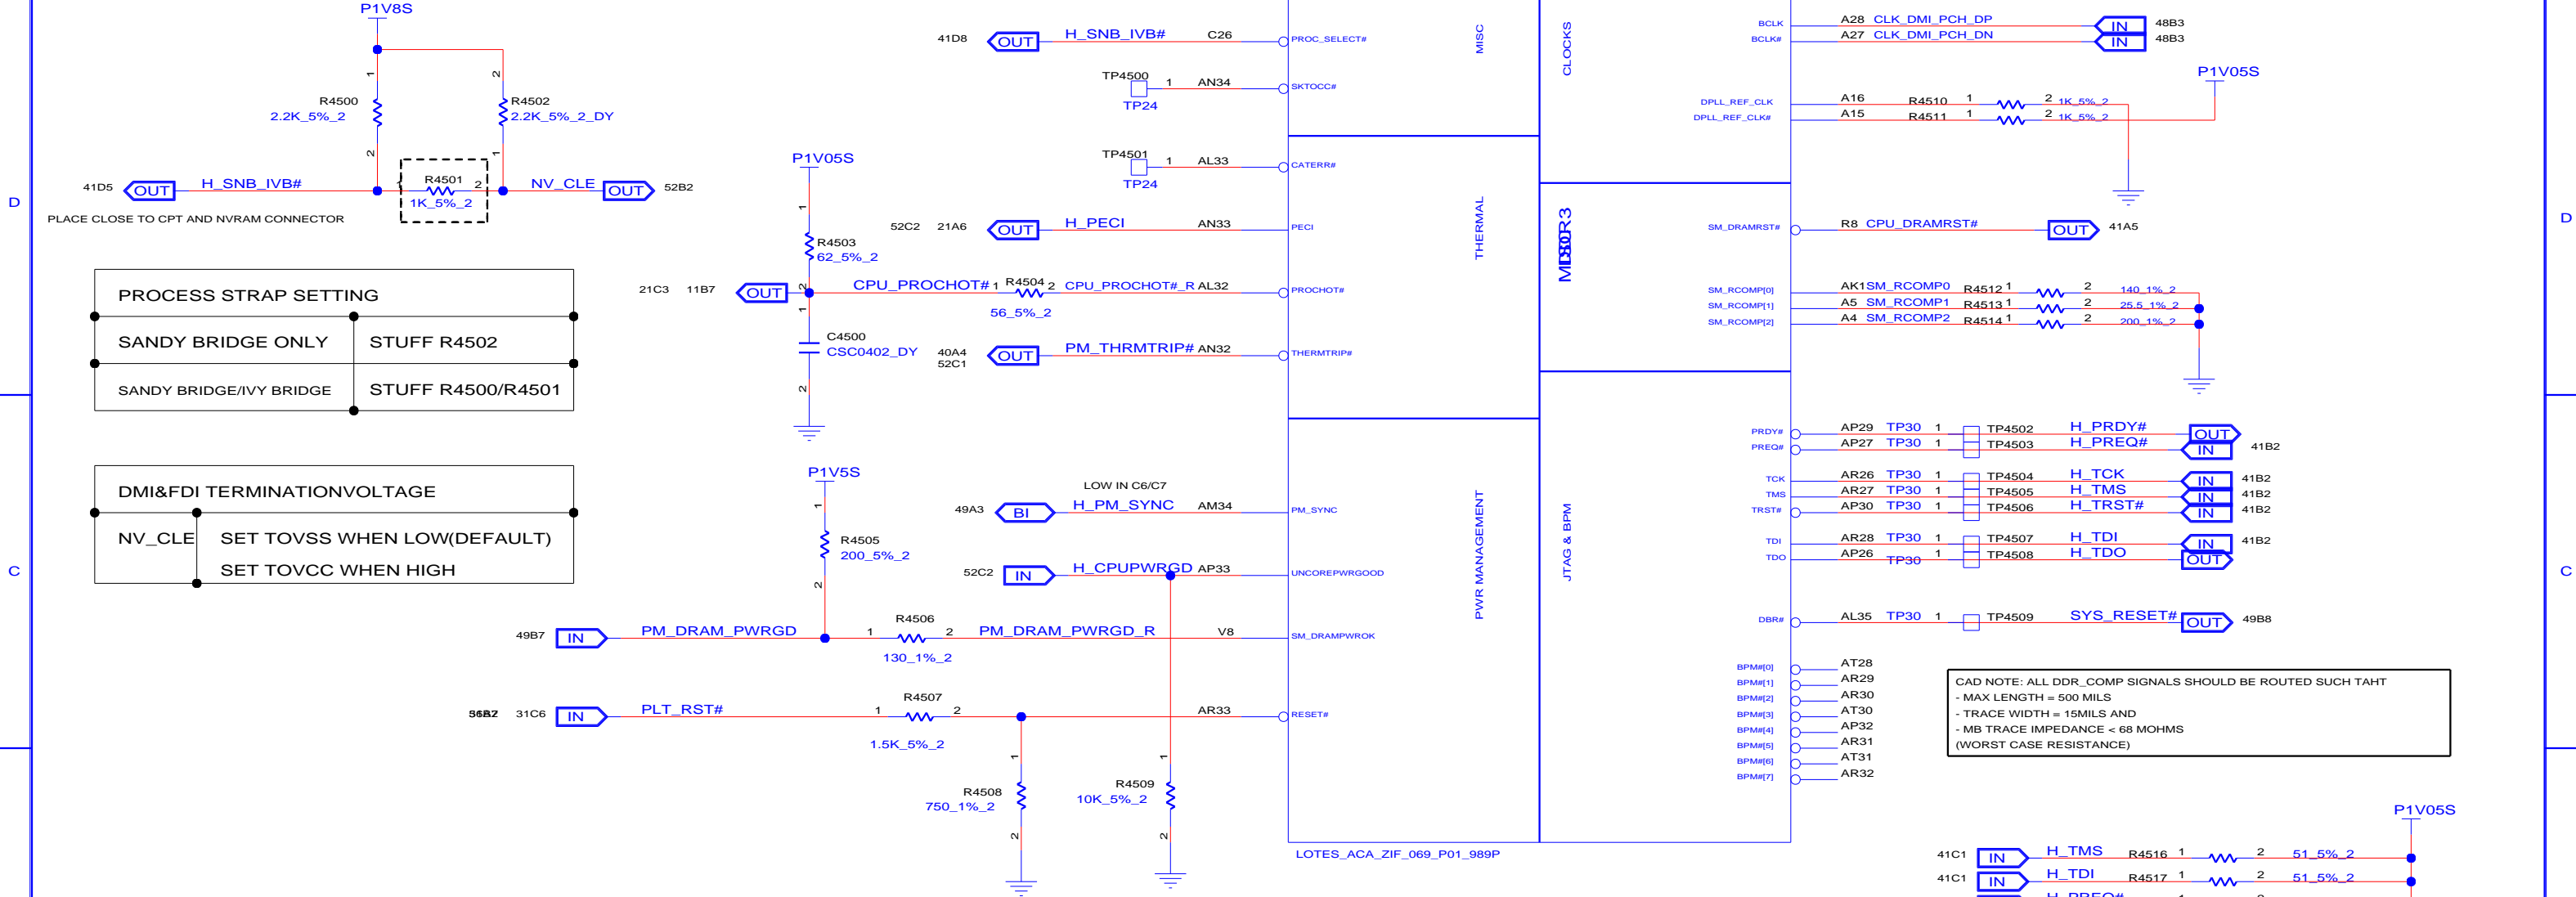 P1V8S
R4500
2.2K_5%_2
1
2
R4502
2.2K_5%_2_DY
2
1
41D5
OUT
H_SNB_IVB#
R4501
2
1K_5%_2
NV_CLE
OUT
52B2
PLACE CLOSE TO CPT AND NVRAM CONNECTOR
D
PROCESS STRAP SETTING
SANDY BRIDGE ONLY
STUFF R4502
SANDY BRIDGE/IVY BRIDGE
STUFF R4500/R4501
DMI&FDI TERMINATIONVOLTAGE
NV_CLE
SET TOVSS WHEN LOW(DEFAULT)
SET TOVCC WHEN HIGH
C
41D8
OUT
H_SNB_IVB#
C26
PROC_SELECT#
TP4500
1
AN34
SKTOCC#
TP24
P1V05S
TP4501
1
AL33
CATERR#
TP24
1
R4503
62_5%_2
2
52C2
21A6
OUT
H_PECI
AN33
PECI
21C3
11B7
OUT
CPU_PROCHOT#
1
R4504
2
CPU_PROCHOT#_R
AL32
PROCHOT#
56_5%_2
1
C4500
CSC0402_DY
2
40A4
52C1
OUT
PM_THRMTRIP#
AN32
THERMTRIP#
P1V5S
1
R4505
200_5%_2
2
LOW IN C6/C7
49A3
BI
H_PM_SYNC
AM34
PM_SYNC
52C2
IN
H_CPUPWRGD
AP33
UNCOREPWRGOOD
49B7
IN
PM_DRAM_PWRGD
1
R4506
2
130_1%_2
PM_DRAM_PWRGD_R
V8
SM_DRAMPWROK
31C6
IN
PLT_RST#
1
R4507
2
1.5K_5%_2
AR33
RESET#
1
R4508
750_1%_2
2
1
R4509
10K_5%_2
2
MISC
THERMAL
PWR MANAGEMENT
CLOCKS
JTAG & BPM
LOTES_ACA_ZIF_069_P01_989P
BCLK
A28
CLK_DMI_PCH_DP
IN
48B3
BCLK#
A27
CLK_DMI_PCH_DN
IN
48B3
P1V05S
DPLL_REF_CLK
A16
R4510
1
2
1K_5%_2
DPLL_REF_CLK#
A15
R4511
1
2
1K_5%_2
SM_DRAMRST#
R8
CPU_DRAMRST#
OUT
41A5
SM_RCOMP[0]
AK1
SM_RCOMP0
R4512
1
2
140_1%_2
SM_RCOMP[1]
A5
SM_RCOMP1
R4513
1
2
25.5_1%_2
SM_RCOMP[2]
A4
SM_RCOMP2
R4514
1
2
200_1%_2
D
PRDY#
AP29
TP30
1
TP4502
H_PRDY#
OUT
PREQ#
AP27
TP30
1
TP4503
H_PREQ#
IN
41B2
TCK
AR26
TP30
1
TP4504
H_TCK
IN
41B2
TMS
AR27
TP30
1
TP4505
H_TMS
IN
41B2
TRST#
AP30
TP30
1
TP4506
H_TRST#
IN
41B2
TDI
AR28
TP30
1
TP4507
H_TDI
IN
41B2
TDO
AP26
TP30
1
TP4508
H_TDO
OUT
C
DBR#
AL35
TP30
1
TP4509
SYS_RESET#
OUT
49B8
BPM#[0]
AT28
BPM#[1]
AR29
BPM#[2]
AR30
BPM#[3]
AT30
BPM#[4]
AP32
BPM#[5]
AR31
BPM#[6]
AT31
BPM#[7]
AR32
CAD NOTE: ALL DDR_COMP SIGNALS SHOULD BE ROUTED SUCH TAHT
- MAX LENGTH = 500 MILS
- TRACE WIDTH = 15MILS AND
- MB TRACE IMPEDANCE < 68 MOHMS
(WORST CASE RESISTANCE)
P1V05S
41C1
IN
H_TMS
R4516
1
2
51_5%_2
41C1
IN
H_TDI
R4517
1
2
51_5%_2